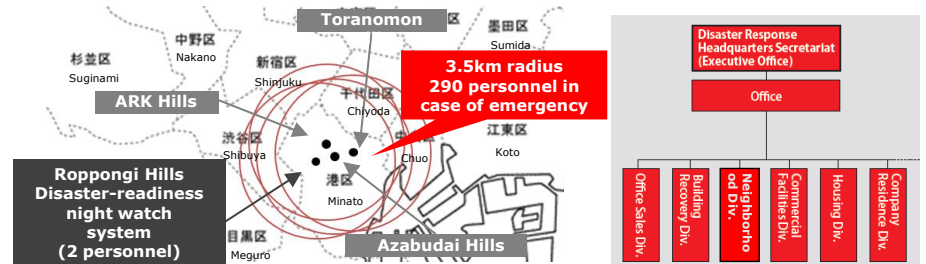 Toranomon
杉並区
Suginami
中野区
Nakano
新宿区
Shinjuku
墨田区
Sumida
ARK Hills
千代田区
Chiyoda
3.5km radius
290 personnel in
case of emergency
渋谷区
Shibuya
Chuo
江東区
Koto
Roppongi Hills
Disaster-readiness
night watch
system
(2 personnel)
港区
Minato
目黒区
Meguro
Azabudai Hills
Disaster Response
Headquarters Secretariat
(Executive Office)
Office
Office Sales Div.
Building
Recovery Div.
Neighborho
od Div.
Commercial
Facilities Div.
Housing Div.
Company
Residence Div.